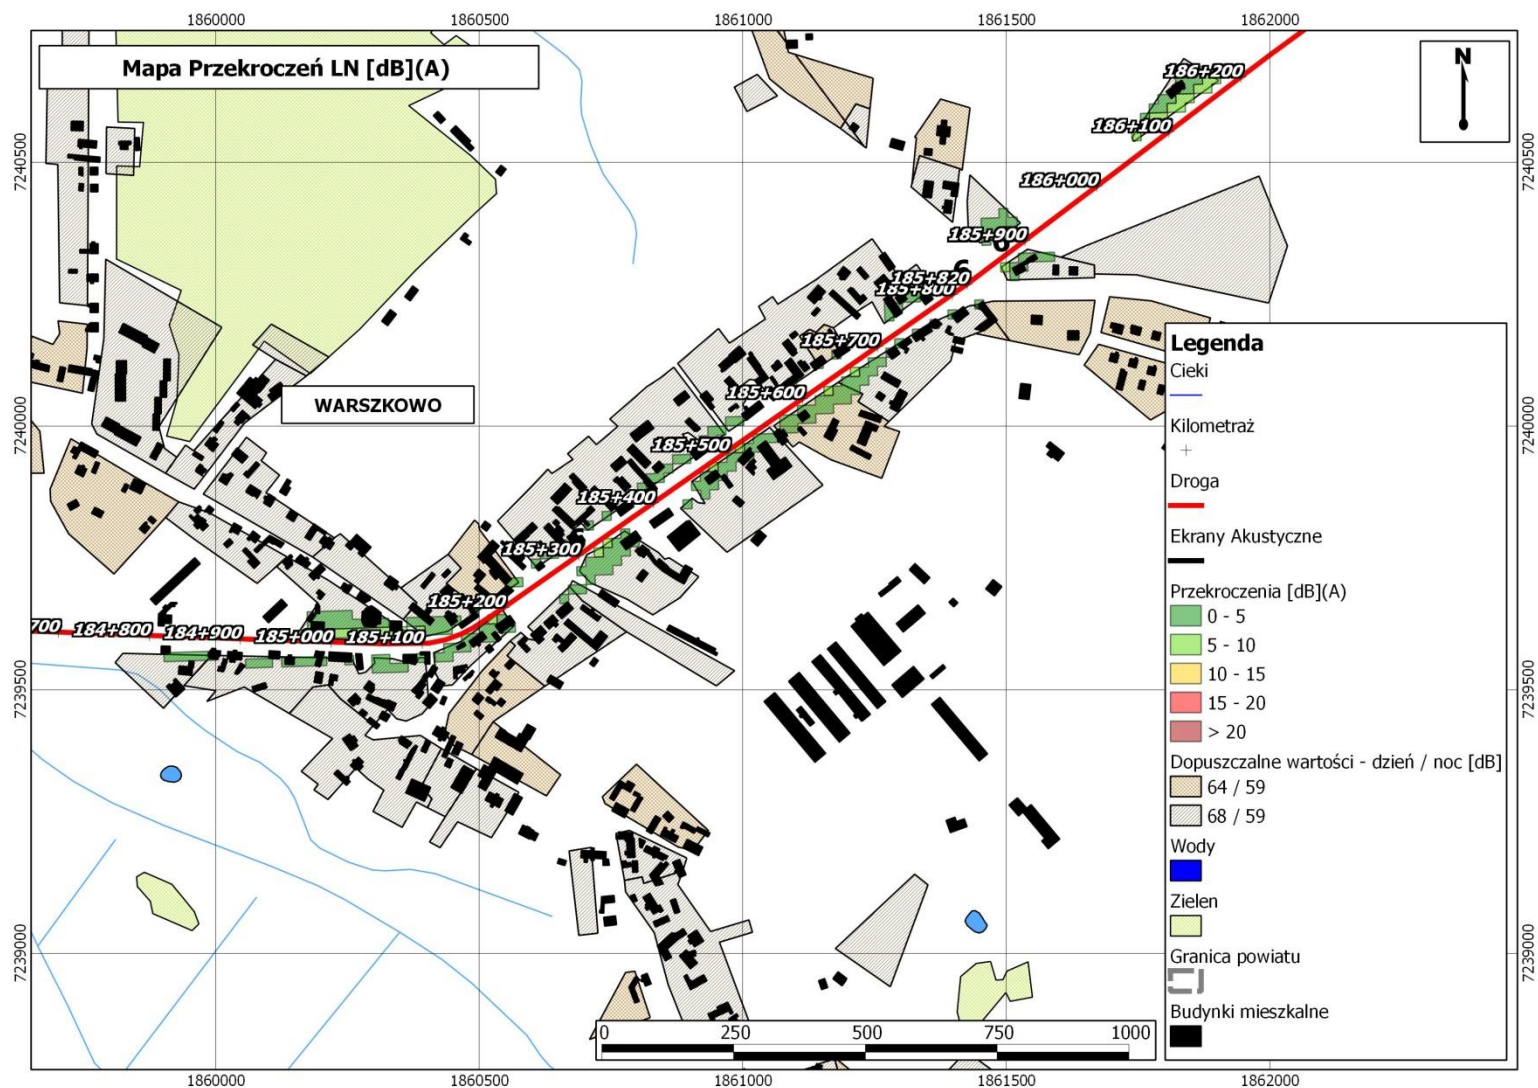 1860000 1860500 1861000 1861500 1862000
Mapa Przekroczeń LN [dB](A)
N
186+200
186+100
7240500 7240500
186+000
185+900
6
6
185+820
185+800
185+700
185+600
WARSZKOWO
7240000 7240000
185+500
185+400
185+300
185+200
700 184+800 184+900 185+000 185+100
7239500 7239500
7239000 7239000
Legenda
Cieki
Kilometraż
Droga
Ekrany Akustyczne
Przekroczenia [dB](A)
0 - 5
5 - 10
10 - 15
15 - 20
> 20
Dopuszczalne wartości - dzień / noc [dB]
64 / 59
68 / 59
Wody
Zielen
Granica powiatu
Budynki mieszkalne
0 250 500 750 1000
1860000 1860500 1861000 1861500 1862000